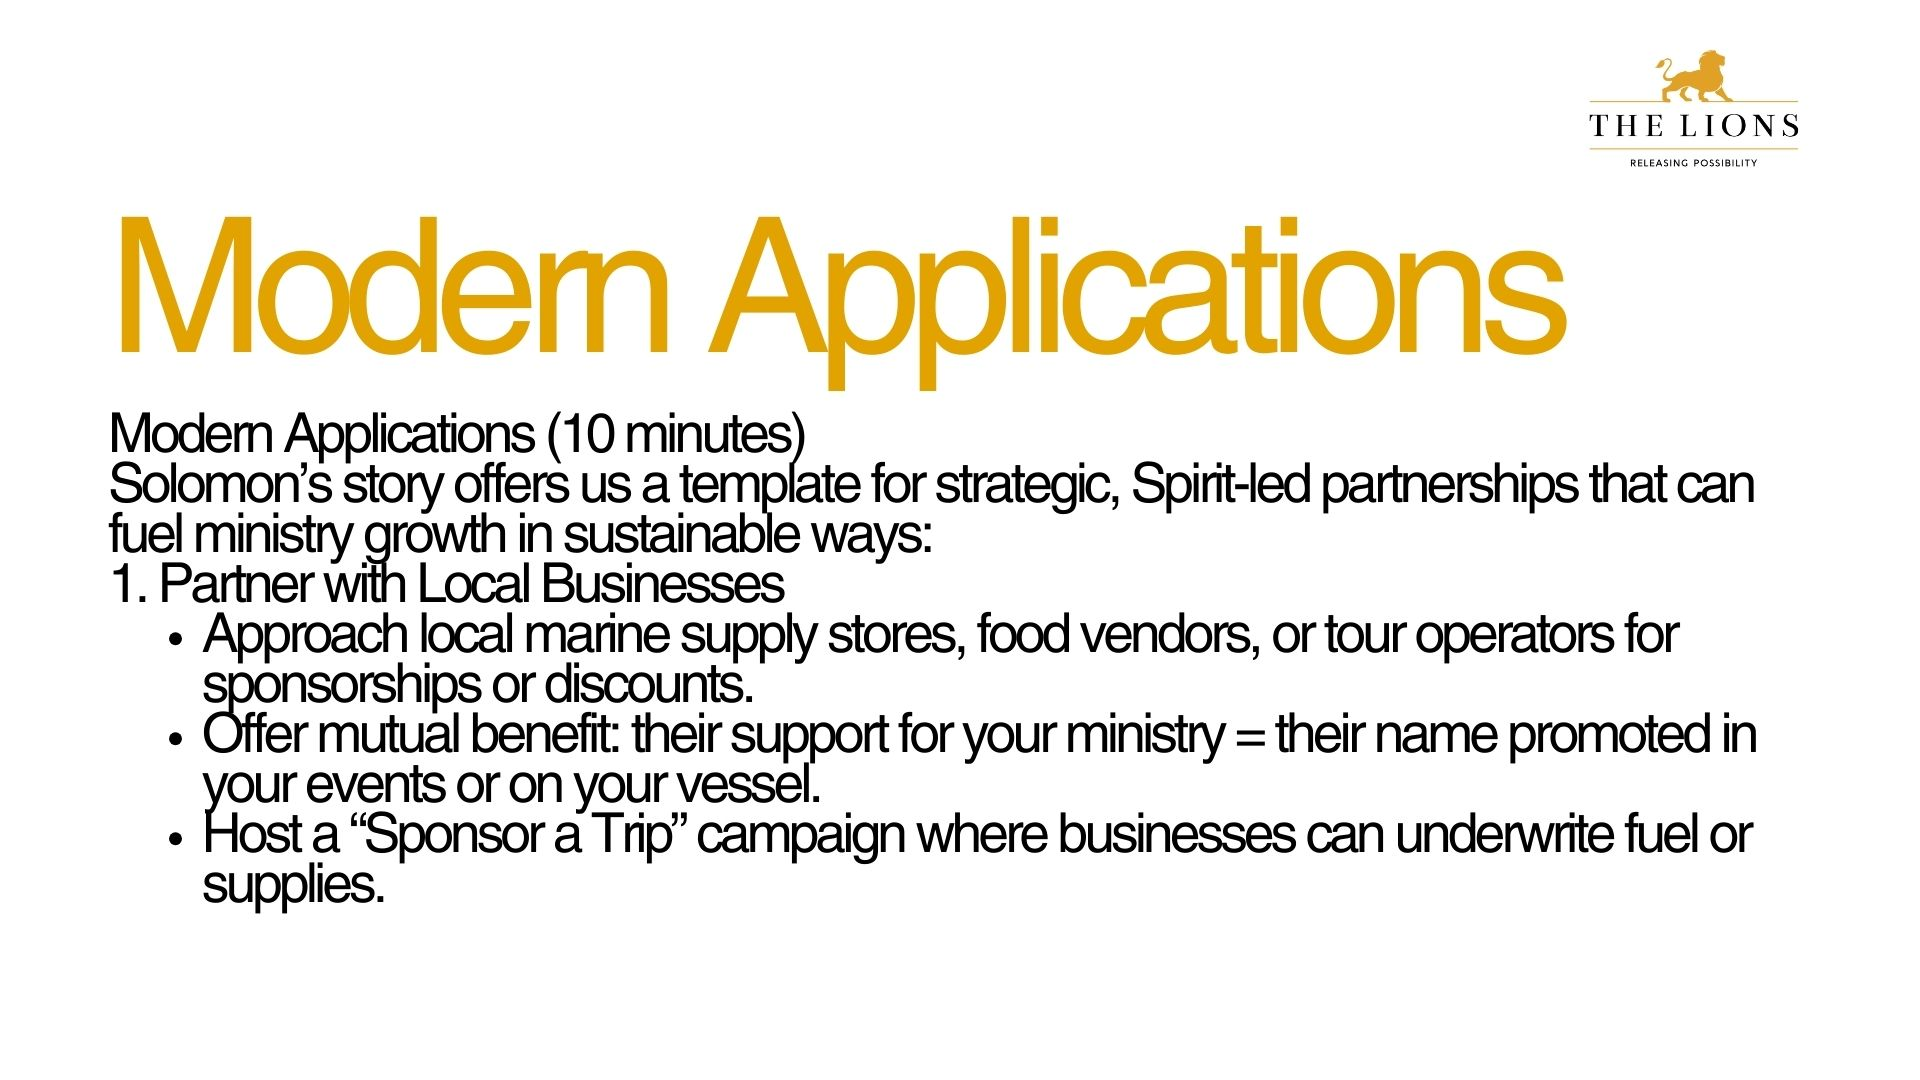 THE LIONS
RELEASING POSSIBILITY
Modern Applications
Modern Applications (10 minutes)
Solomon’s story offers us a template for strategic, Spirit-led partnerships that can
fuel ministry growth in sustainable ways:
1. Partner with Local Businesses
• Approach local marine supply stores, food vendors, or tour operators for
sponsorships or discounts.
• Offer mutual benefit: their support for your ministry = their name promoted in
your events or on your vessel.
• Host a “Sponsor a Trip” campaign where businesses can underwrite fuel or
supplies.